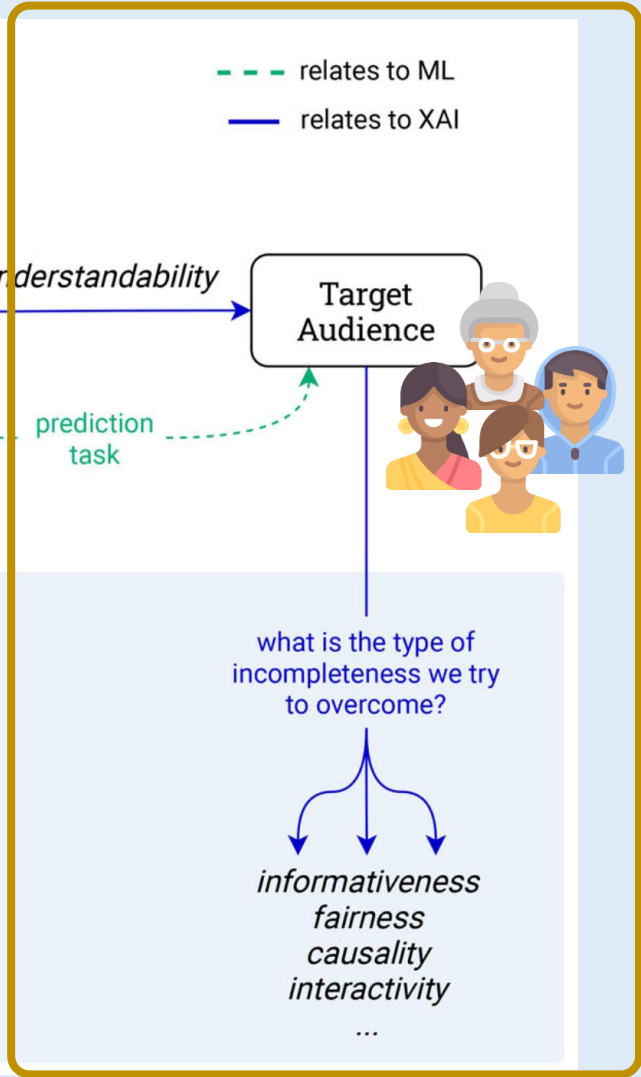 relates to ML
relates to XAI
nderstandability
Target
Audience
prediction
task
what is the type of
incompleteness we try
to overcome?
informativeness
fairness
causality
interactivity
...